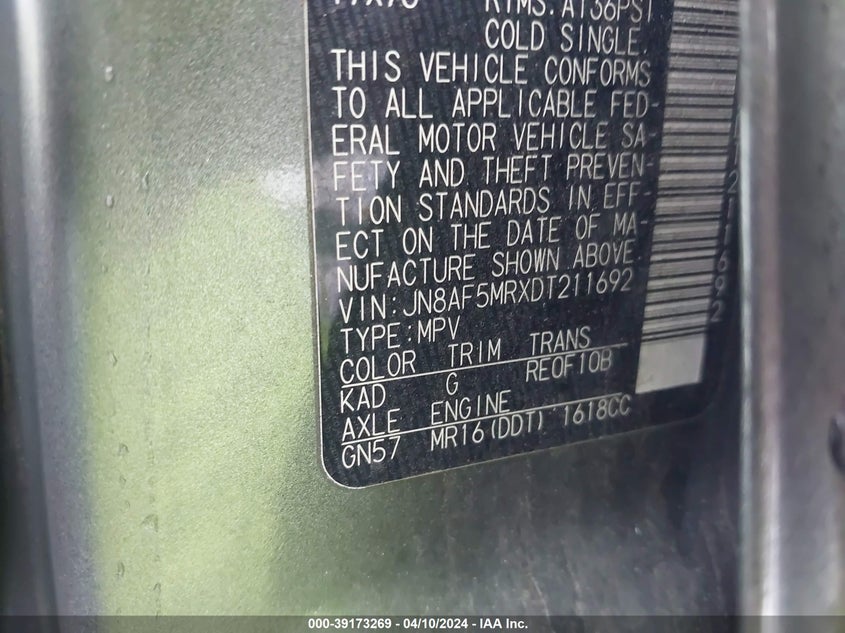 17X7J RIMS. AT36PSI
COLD SINGLE
THIS VEHICLE CONFORMS
TO ALL APPLICABLE FED-
ERAL MOTOR VEHICLE SA-
FETY AND THEFT PREVEN-
TION STANDARDS IN EFF
ECT ON THE DATE OF MA-
NUFACTURE SHOWN ABOVE.
VIN:JN8AF5MRXDT211692
TYPE:MPV
COLOR TRIM TRANS
KAD G RE0F10B
AXLE ENGINE
GN57 MR16(DDT) 1618CC
000-39173269 - 04/10/2024 - IAA Inc.